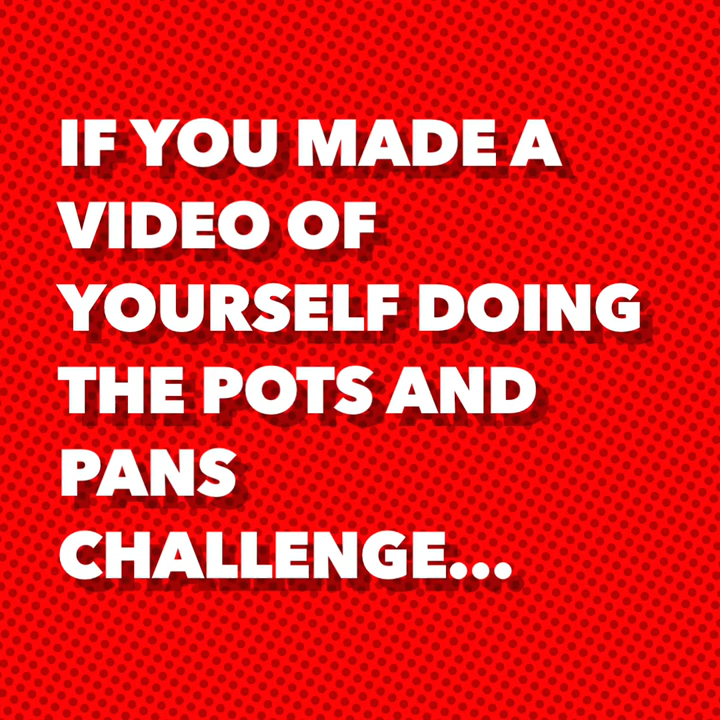 IF YOU MADE A
VIDEO OF
YOURSELF DOING
THE POTS AND
PANS
CHALLENGE...